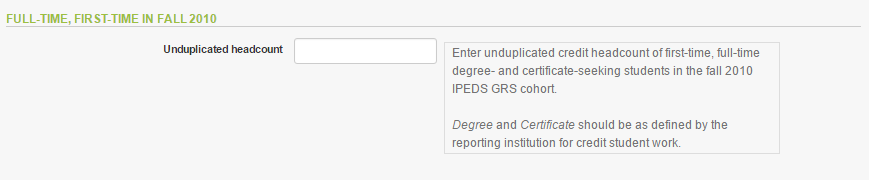 FULL-TIME, FIRST-TIME IN FALL 2010
Unduplicated headcount
Enter unduplicated credit headcount of first-time, full-time
degree- and certificate-seeking students in the fall 2010
IPEDS GRS cohort.
Degree and Certificate should be as defined by the
reporting institution for credit student work.